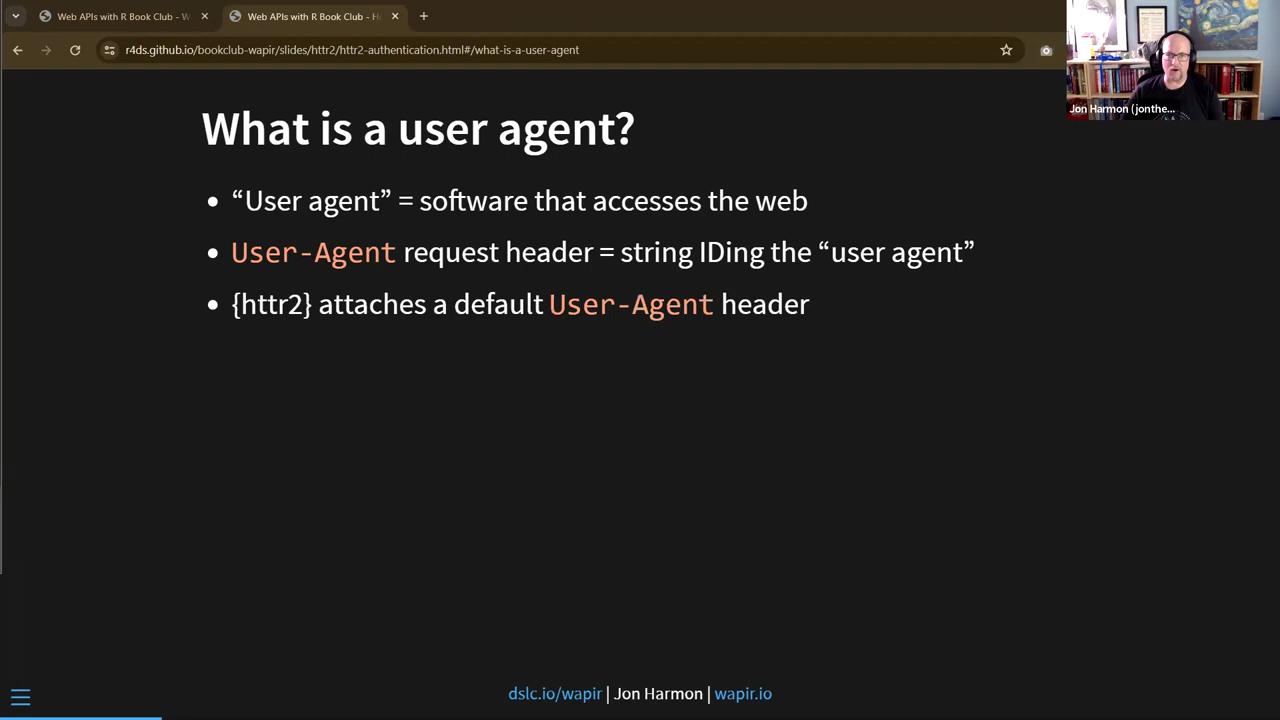 Web APIs with R Book Club - W
Web APIs with R Book Club - H
r4ds.github.io/bookclub-wapir/slides/httr2/httr2-authentication.html#/what-is-a-user-agent
Jon Harmon (jonthe...
What is a user agent?
• “User agent” = software that accesses the web
• User-Agent request header = string IDing the “user agent”
• {httr2} attaches a default User-Agent header
dslc.io/wapir | Jon Harmon | wapir.io